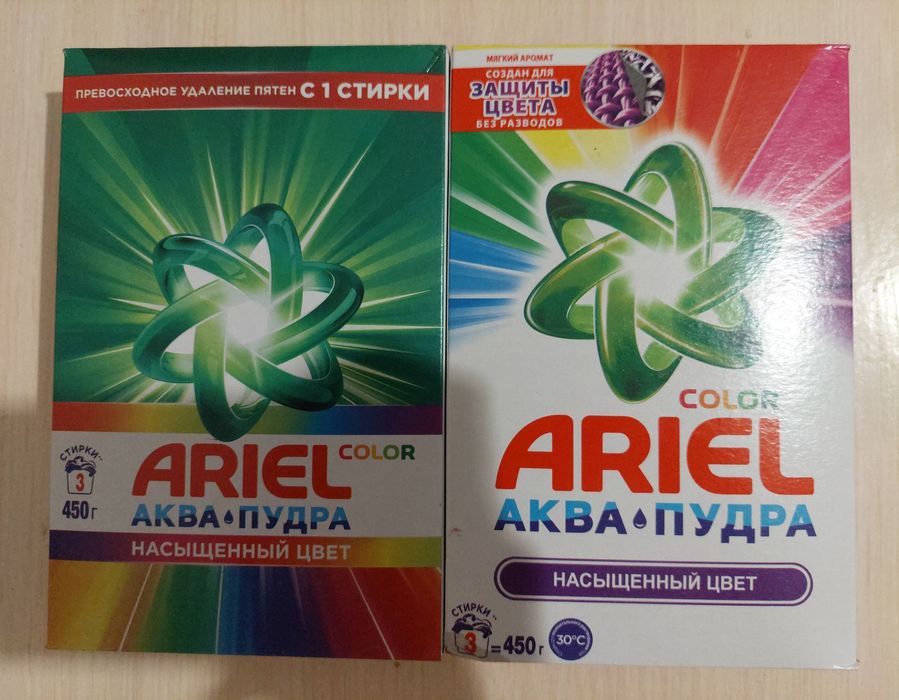 ПРЕВОСХОДНОЕ УДАЛЕНИЕ ПЯТЕН С 1 СТИРКИ
COLOR
ARIEL
АКВА ПУДРА
НАСЫЩЕННЫЙ ЦВЕТ
СТИРКИ**
3
450 г
МЯГКИЙ АРОМАТ
СОЗДАН ДЛЯ
ЗАЩИТЫ
ЦВЕТА
БЕЗ РАЗВОДОВ
COLOR
ARIEL
АКВА ПУДРА
НАСЫЩЕННЫЙ ЦВЕТ
СТИРКИ**
3 = 450 г
30°C